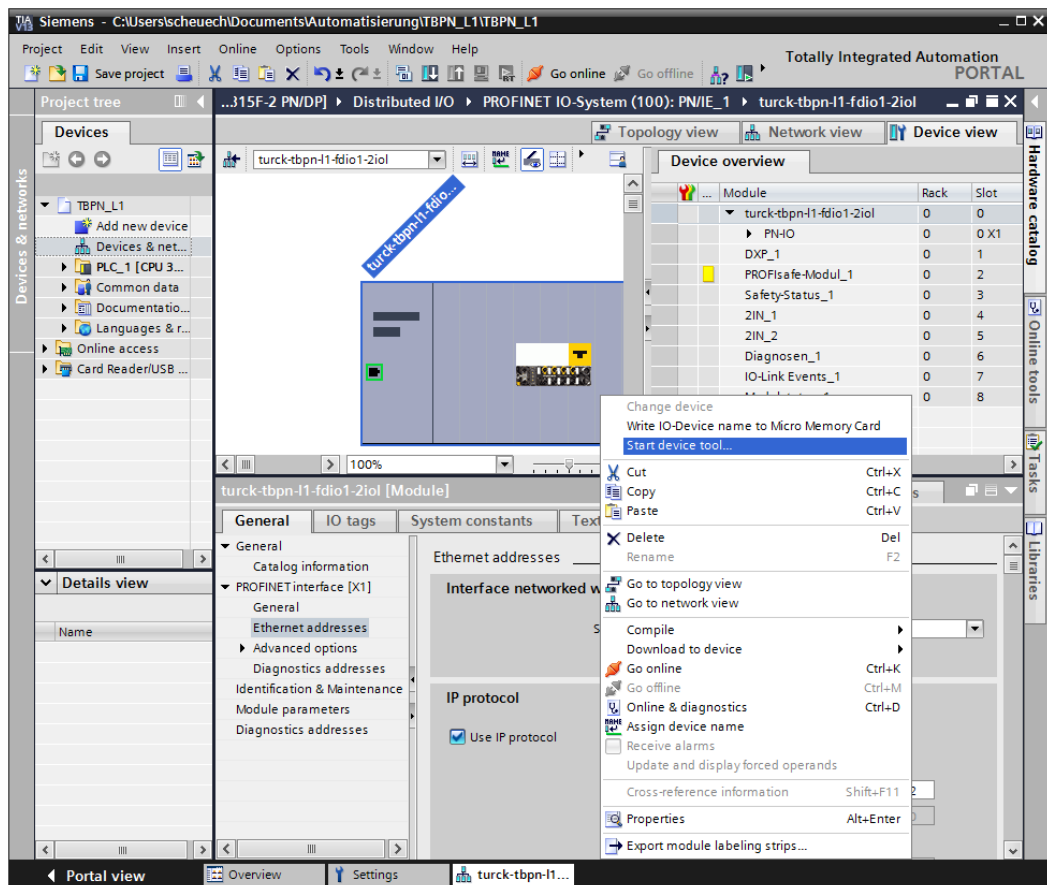 TIA V13 Siemens - C:\Users\scheuech\Documents\Automatisierung\TBPN_L1\TBPN_L1
Project Edit View Insert Online Options Tools Window Help
Totally Integrated Automation
PORTAL
Save project
Go online
Go offline
Project tree
..315F-2 PN/DP] Distributed I/O PROFINET IO-System (100): PN/IE_1 turck-tbpn-l1-fdio1-2iol
Devices
Topology view
Network view
Device view
turck-tbpn-l1-fdio1-2iol
Device overview
... Module Rack Slot
turck-tbpn-l1-fdio1-2iol 0 0
PN-IO 0 0 X1
DXP_1 0 1
PROFIsafe-Modul_1 0 2
Safety-Status_1 0 3
2IN_1 0 4
2IN_2 0 5
Diagnosen_1 0 6
IO-Link Events_1 0 7
0 8
turck-tbpn-l1-fdio...
TBPN_L1
Add new device
Devices & net...
PLC_1 [CPU 3...
Common data
Documentatio...
Languages & r...
Online access
Card Reader/USB ...
Devices & networks
Hardware catalog
Online tools
Tasks
Libraries
100%
Change device
Write IO-Device name to Micro Memory Card
Start device tool...
Cut Ctrl+X
Copy Ctrl+C
Paste Ctrl+V
Delete Del
Rename F2
Go to topology view
Go to network view
Compile
Download to device
Go online Ctrl+K
Go offline Ctrl+M
Online & diagnostics Ctrl+D
Assign device name
Receive alarms
Update and display forced operands
Cross-reference information Shift+F11
Properties Alt+Enter
Export module labeling strips...
turck-tbpn-l1-fdio1-2iol [Module]
General
IO tags
System constants
Text
s
General
Catalog information
PROFINET interface [X1]
General
Ethernet addresses
Advanced options
Diagnostics addresses
Identification & Maintenance
Module parameters
Diagnostics addresses
Ethernet addresses
Interface networked w
S
IP protocol
Use IP protocol
2
Details view
Name
Portal view
Overview
Settings
turck-tbpn-l1...